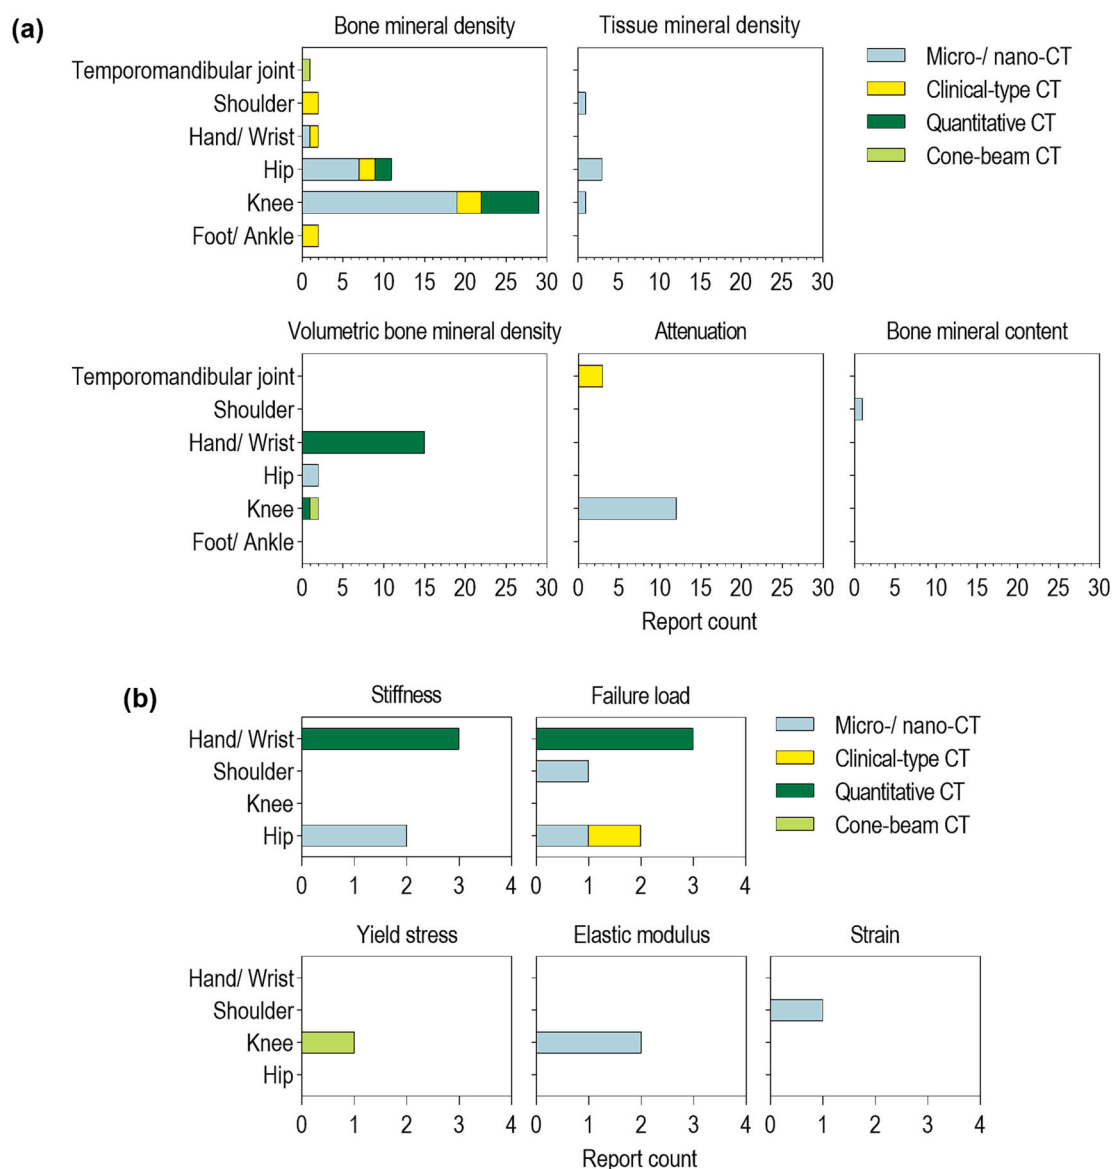 (a)
Bone mineral density
Tissue mineral density
Temporomandibular joint
Shoulder
Hand/ Wrist
Hip
Knee
Foot/ Ankle
0 5 10 15 20 25 30
0 5 10 15 20 25 30
Micro-/ nano-CT
Clinical-type CT
Quantitative CT
Cone-beam CT
Volumetric bone mineral density
Attenuation
Bone mineral content
Temporomandibular joint
Shoulder
Hand/ Wrist
Hip
Knee
Foot/ Ankle
0 5 10 15 20 25 30
0 5 10 15 20 25 30
0 5 10 15 20 25 30
Report count
(b)
Stiffness
Failure load
Hand/ Wrist
Shoulder
Knee
Hip
0 1 2 3 4
0 1 2 3 4
Micro-/ nano-CT
Clinical-type CT
Quantitative CT
Cone-beam CT
Yield stress
Elastic modulus
Strain
Hand/ Wrist
Shoulder
Knee
Hip
0 1 2 3 4
0 1 2 3 4
0 1 2 3 4
Report count